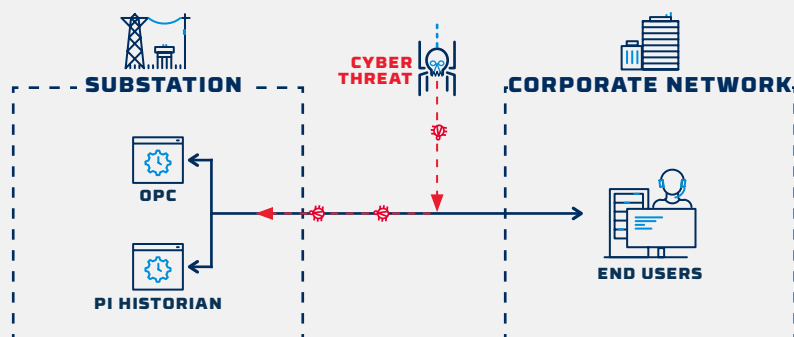 SUBSTATION
CYBER
THREAT
CORPORATE NETWORK
OPC
PI HISTORIAN
END USERS